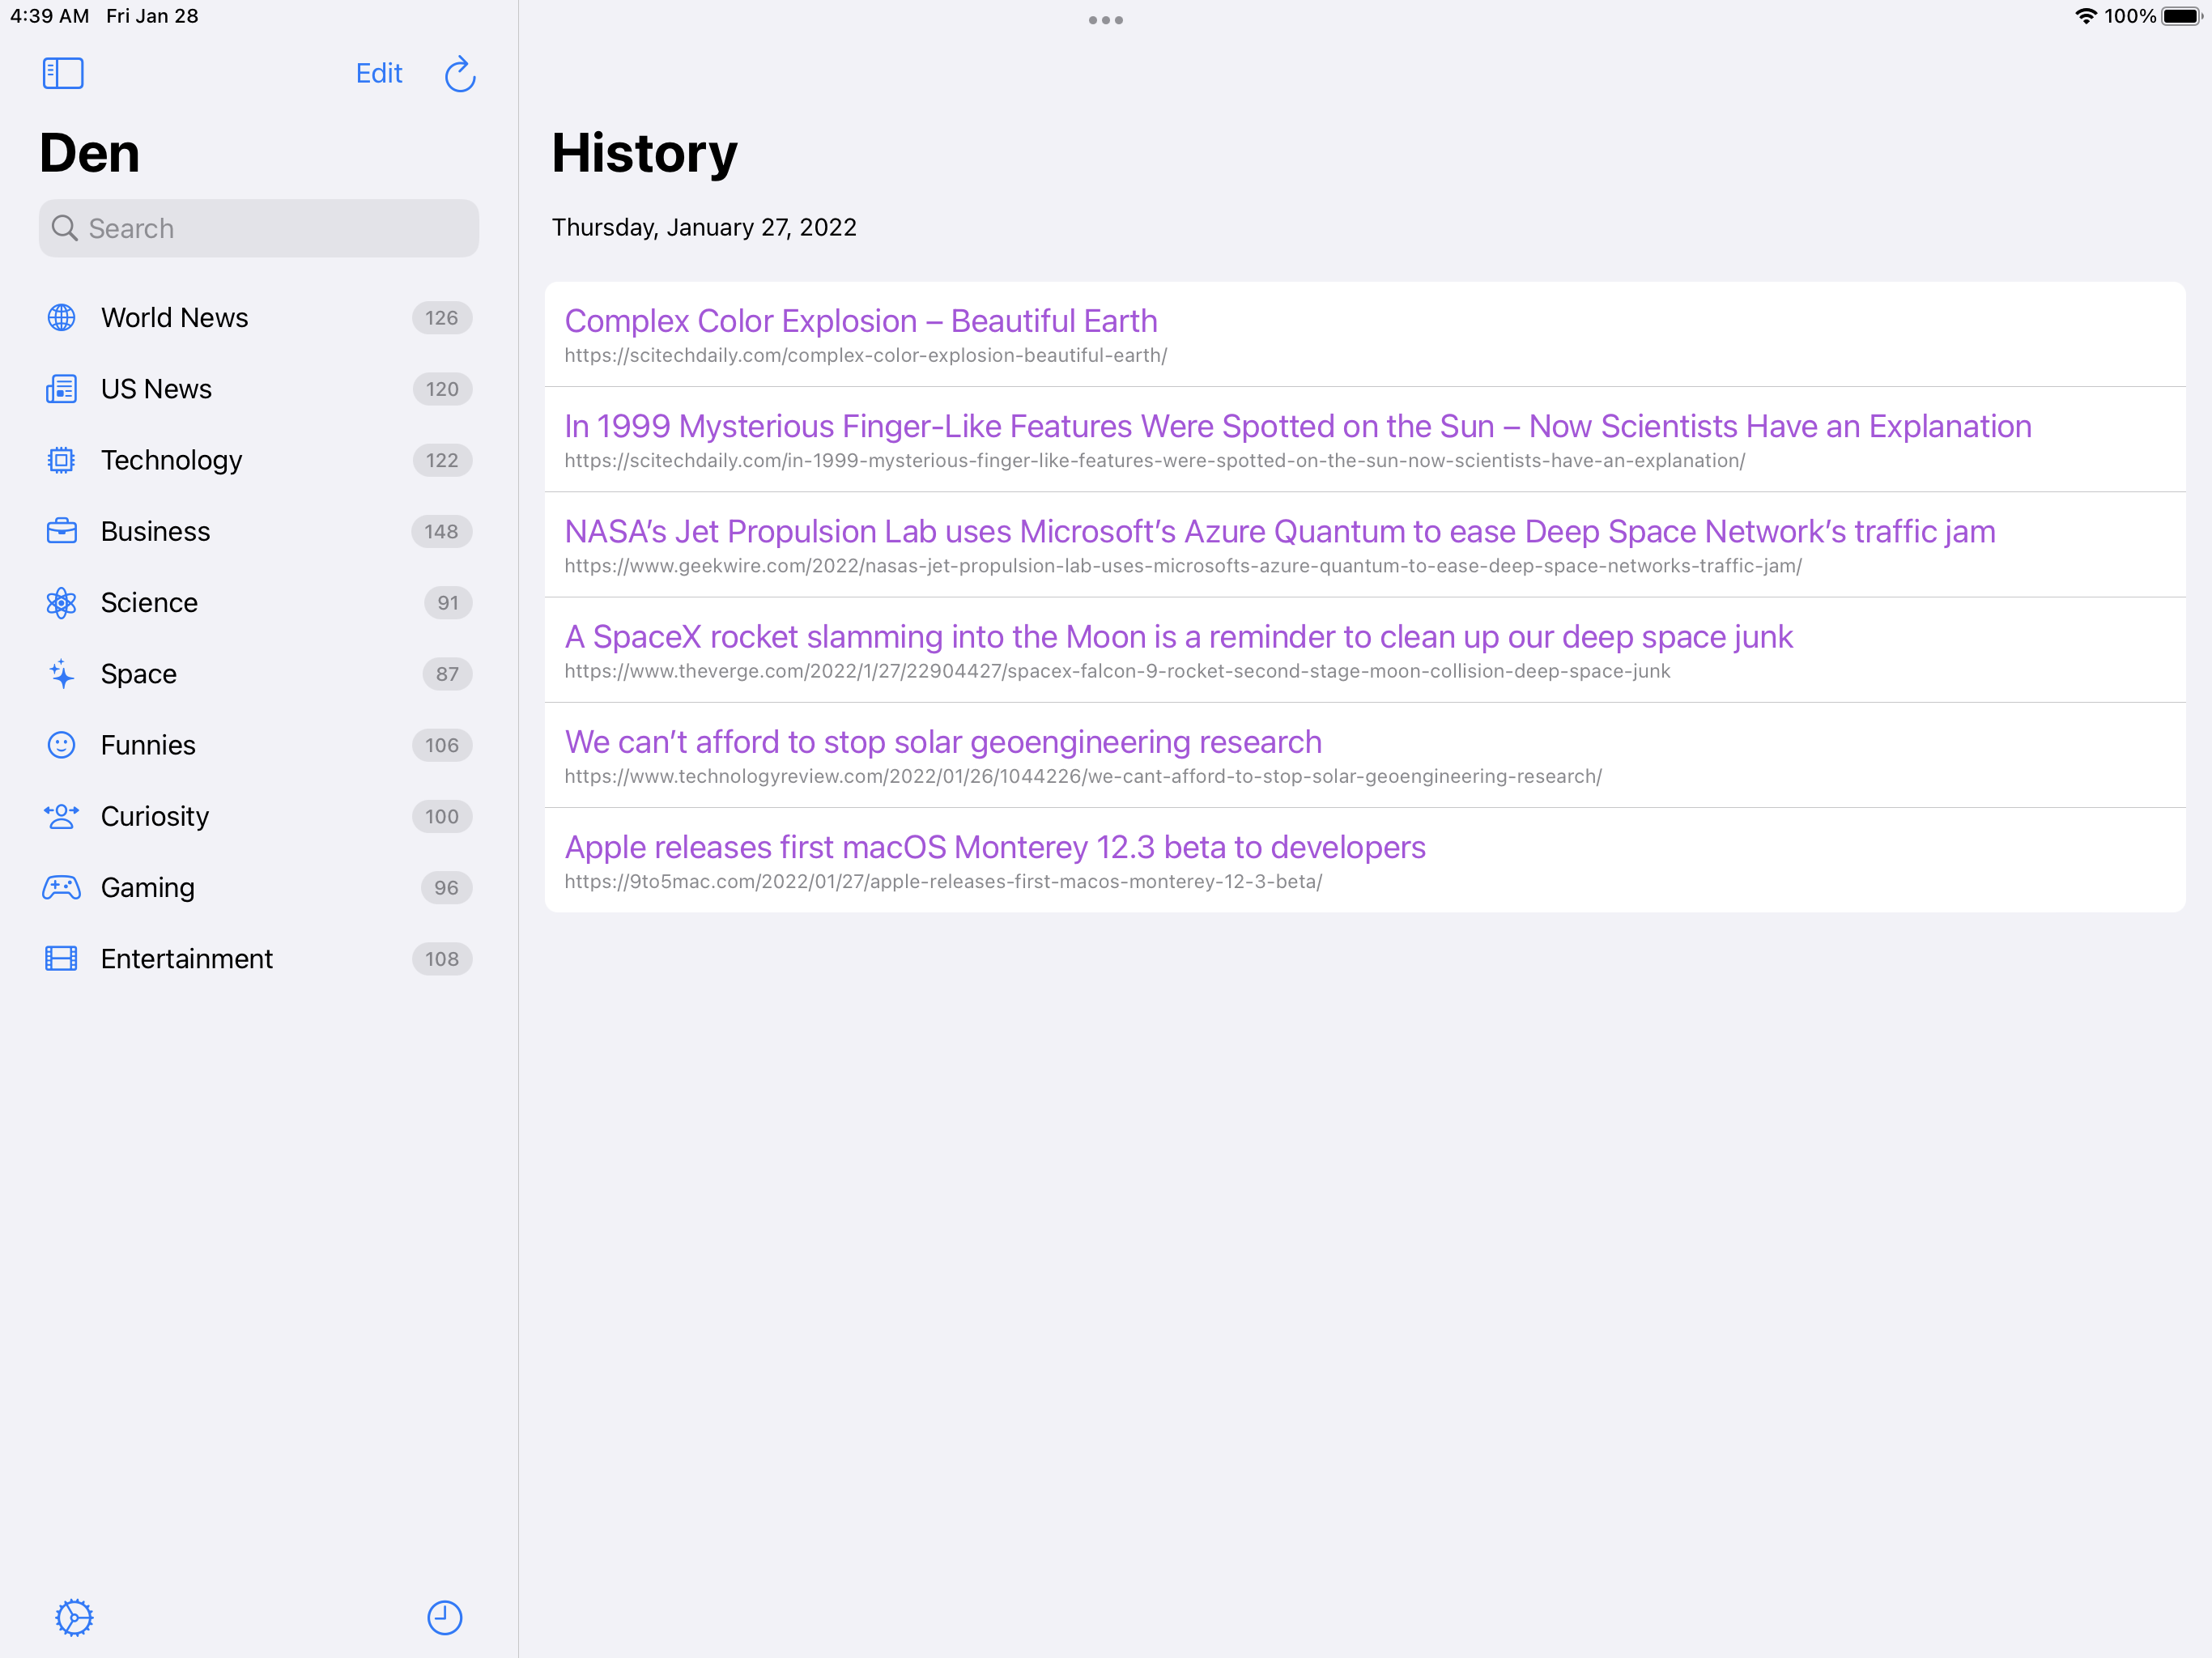 4:39 AM Fri Jan 28
100%
Edit
Den
Search
World News 126
US News 120
Technology 122
Business 148
Science 91
Space 87
Funnies 106
Curiosity 100
Gaming 96
Entertainment 108
History
Thursday, January 27, 2022
Complex Color Explosion – Beautiful Earth
https://scitechdaily.com/complex-color-explosion-beautiful-earth/
In 1999 Mysterious Finger-Like Features Were Spotted on the Sun – Now Scientists Have an Explanation
https://scitechdaily.com/in-1999-mysterious-finger-like-features-were-spotted-on-the-sun-now-scientists-have-an-explanation/
NASA’s Jet Propulsion Lab uses Microsoft’s Azure Quantum to ease Deep Space Network’s traffic jam
https://www.geekwire.com/2022/nasas-jet-propulsion-lab-uses-microsofts-azure-quantum-to-ease-deep-space-networks-traffic-jam/
A SpaceX rocket slamming into the Moon is a reminder to clean up our deep space junk
https://www.theverge.com/2022/1/27/22904427/spacex-falcon-9-rocket-second-stage-moon-collision-deep-space-junk
We can’t afford to stop solar geoengineering research
https://www.technologyreview.com/2022/01/26/1044226/we-cant-afford-to-stop-solar-geoengineering-research/
Apple releases first macOS Monterey 12.3 beta to developers
https://9to5mac.com/2022/01/27/apple-releases-first-macos-monterey-12-3-beta/